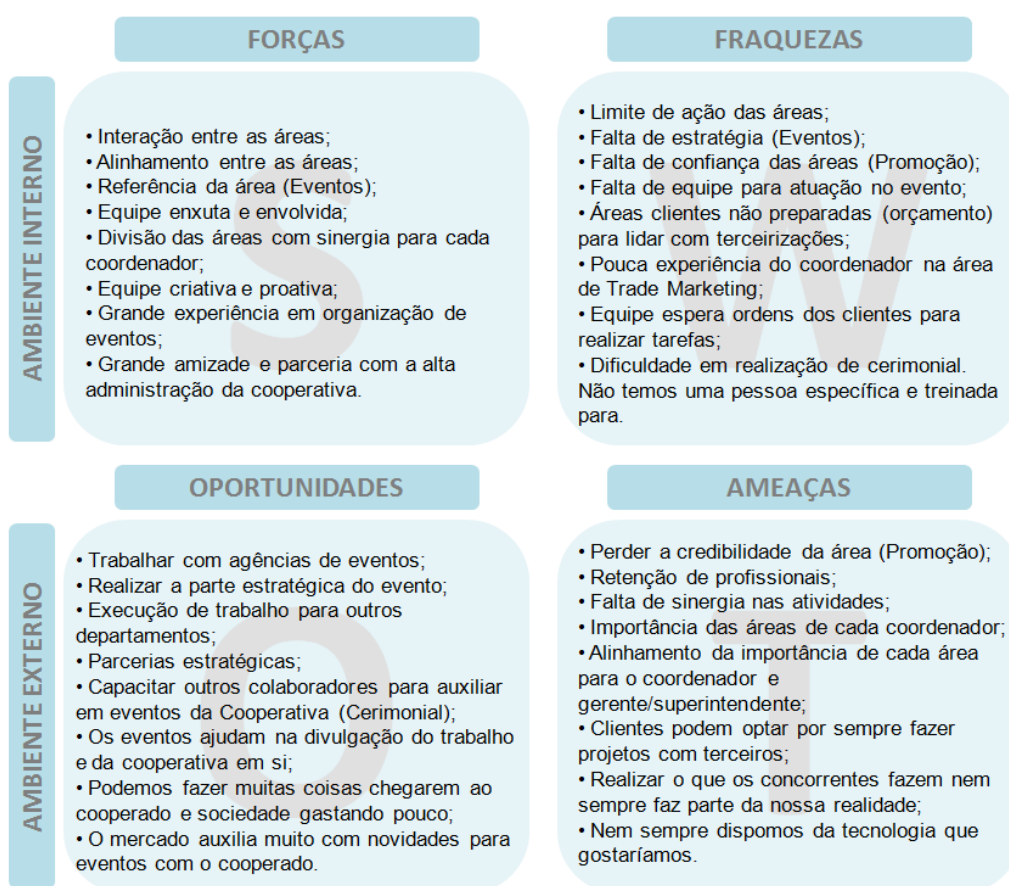 FORÇAS
FRAQUEZAS
AMBIENTE INTERNO
• Interação entre as áreas;
• Alinhamento entre as áreas;
• Referência da área (Eventos);
• Equipe enxuta e envolvida;
• Divisão das áreas com sinergia para cada
coordenador;
• Equipe criativa e proativa;
• Grande experiência em organização de
eventos;
• Grande amizade e parceria com a alta
administração da cooperativa.
S
• Limite de ação das áreas;
• Falta de estratégia (Eventos);
• Falta de confiança das áreas (Promoção);
• Falta de equipe para atuação no evento;
• Áreas clientes não preparadas (orçamento)
para lidar com terceirizações;
• Pouca experiência do coordenador na área
de Trade Marketing;
• Equipe espera ordens dos clientes para
realizar tarefas;
• Dificuldade em realização de cerimonial.
Não temos uma pessoa específica e treinada
para.
W
OPORTUNIDADES
AMEAÇAS
AMBIENTE EXTERNO
• Trabalhar com agências de eventos;
• Realizar a parte estratégica do evento;
• Execução de trabalho para outros
departamentos;
• Parcerias estratégicas;
• Capacitar outros colaboradores para auxiliar
em eventos da Cooperativa (Cerimonial);
• Os eventos ajudam na divulgação do trabalho
e da cooperativa em si;
• Podemos fazer muitas coisas chegarem ao
cooperado e sociedade gastando pouco;
• O mercado auxilia muito com novidades para
eventos com o cooperado.
O
• Perder a credibilidade da área (Promoção);
• Retenção de profissionais;
• Falta de sinergia nas atividades;
• Importância das áreas de cada coordenador;
• Alinhamento da importância de cada área
para o coordenador e
gerente/superintendente;
• Clientes podem optar por sempre fazer
projetos com terceiros;
• Realizar o que os concorrentes fazem nem
sempre faz parte da nossa realidade;
• Nem sempre dispomos da tecnologia que
gostaríamos.
T